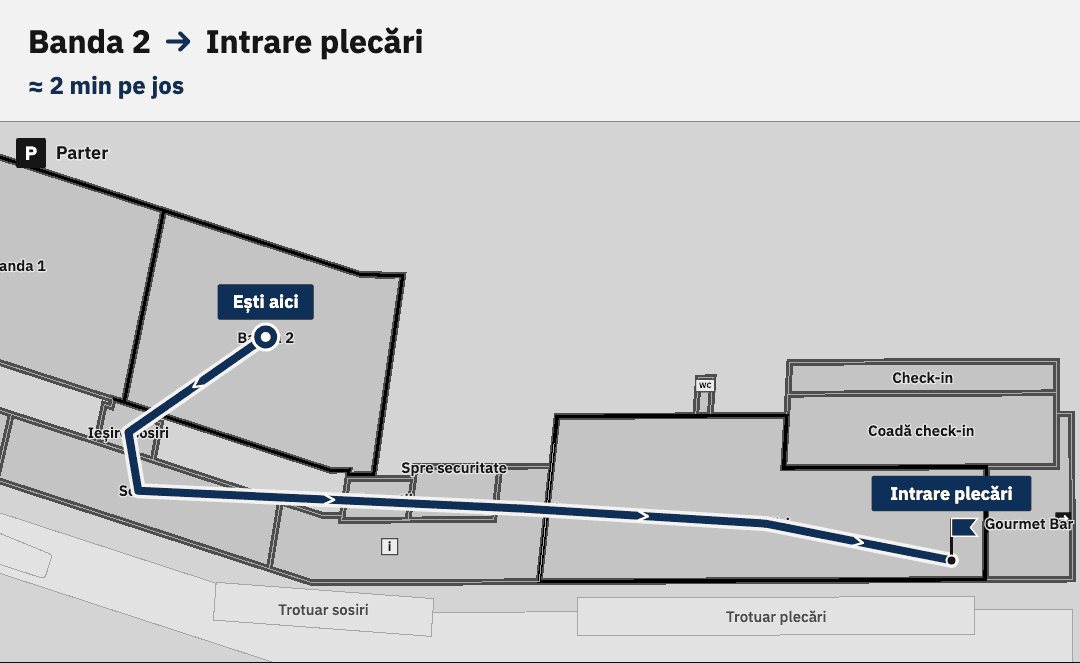 Banda 2 → Intrare plecări
≈ 2 min pe jos
P Parter
anda 1
Ești aici
2
wc
Check-in
Coadă check-in
Spre securitate
Intrare plecări
Gourmet Bar
i
Trotuar sosiri
Trotuar plecări